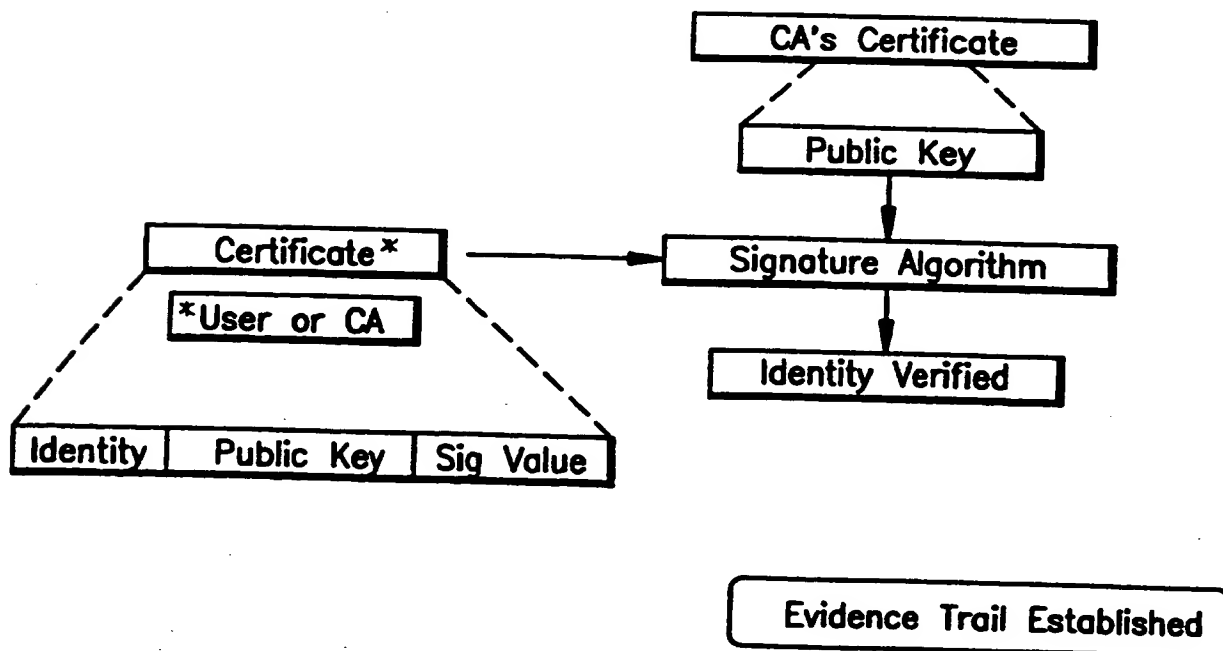 CA's Certificate
Public Key
Certificate*
Signature Algorithm
*User or CA
Identity Verified
Identity Public Key Sig Value
Evidence Trail Established